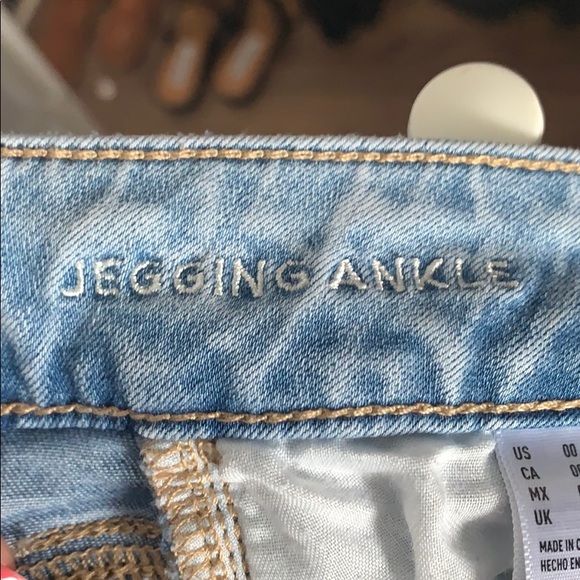 JEGGING ANKLE
US 00
CA
MX
UK
MADE IN
HECHO EN